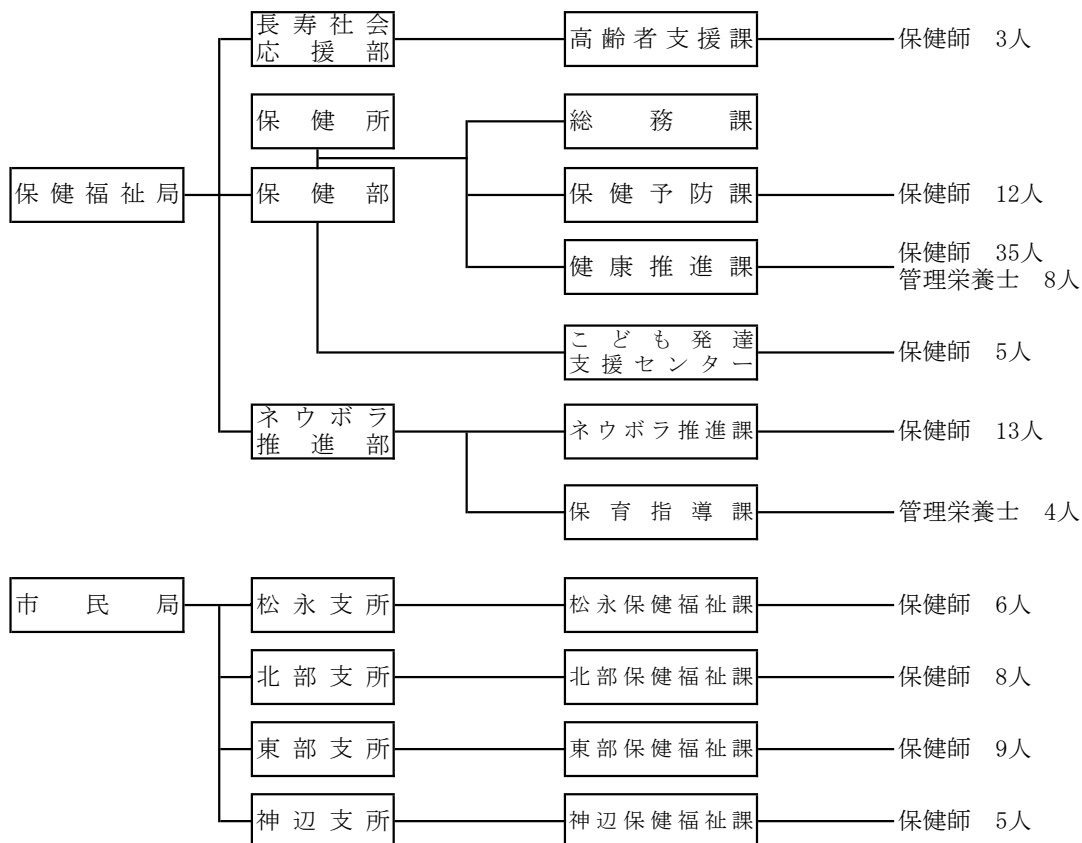 長寿社会
応援部
高齢者支援課
保健師 3人
保健所
総務課
保健福祉局
保健部
保健予防課
保健師 12人
健康推進課
保健師 35人
管理栄養士 8人
こども発達
支援センター
保健師 5人
ネウボラ
推進部
ネウボラ推進課
保健師 13人
保育指導課
管理栄養士 4人
市民局
松永支所
松永保健福祉課
保健師 6人
北部支所
北部保健福祉課
保健師 8人
東部支所
東部保健福祉課
保健師 9人
神辺支所
神辺保健福祉課
保健師 5人